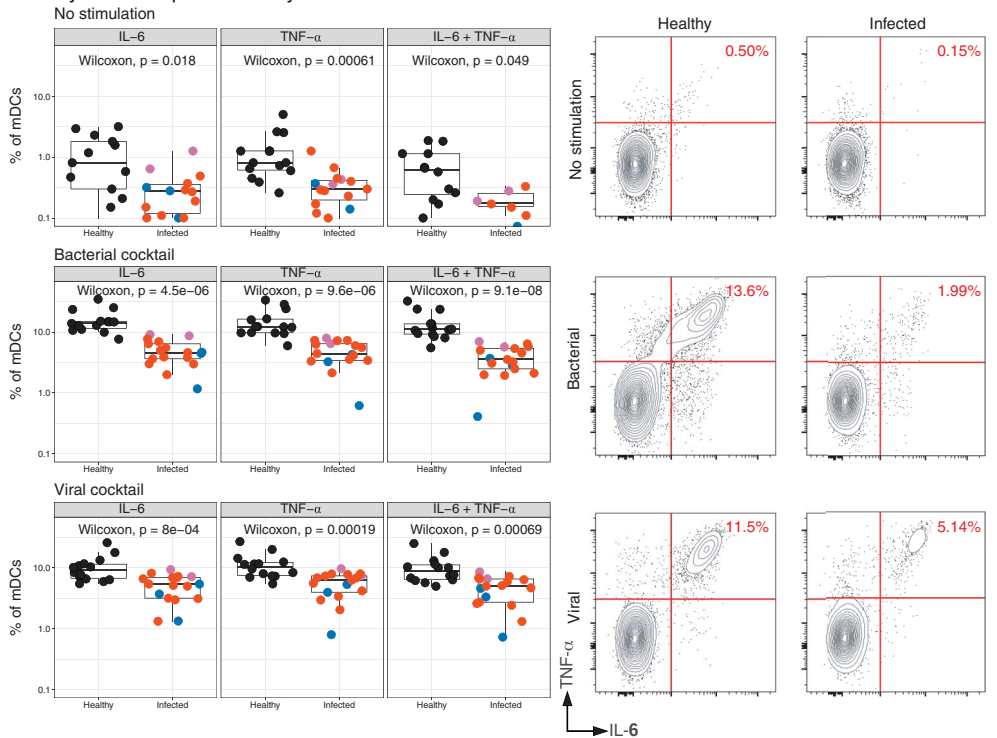 No stimulation
IL−6 TNF−α IL−6 + TNF−α
Wilcoxon, p = 0.018 Wilcoxon, p = 0.00061 Wilcoxon, p = 0.049
% of mDCs
10.0
1.0
0.1
Healthy Infected Healthy Infected Healthy Infected
Bacterial cocktail
IL−6 TNF−α IL−6 + TNF−α
Wilcoxon, p = 4.5e−06 Wilcoxon, p = 9.6e−06 Wilcoxon, p = 9.1e−08
% of mDCs
10.0
1.0
0.1
Healthy Infected Healthy Infected Healthy Infected
Viral cocktail
IL−6 TNF−α IL−6 + TNF−α
Wilcoxon, p = 8e−04 Wilcoxon, p = 0.00019 Wilcoxon, p = 0.00069
% of mDCs
10.0
1.0
0.1
Healthy Infected Healthy Infected Healthy Infected
Healthy Infected
No stimulation
0.50% 0.15%
Bacterial
13.6% 1.99%
Viral
11.5% 5.14%
TNF-α
IL-6